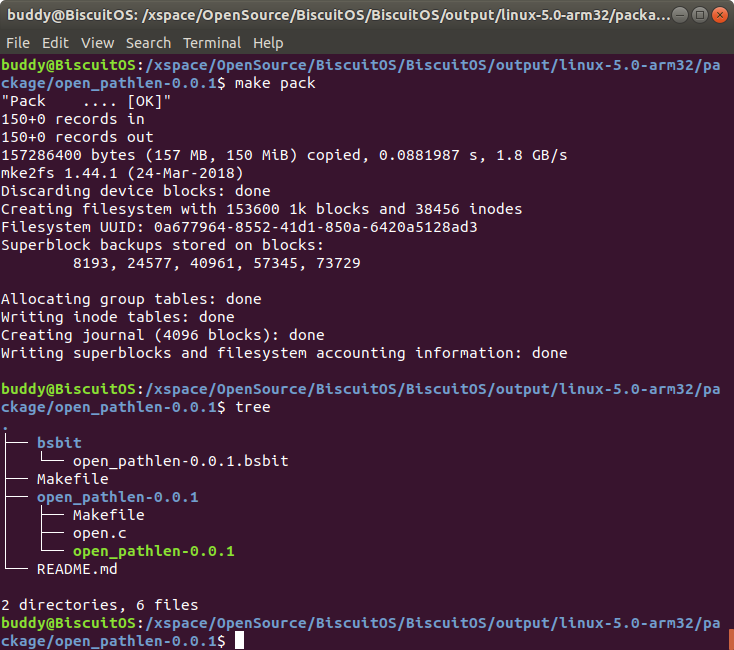 buddy@BiscuitOS: /xspace/OpenSource/BiscuitOS/BiscuitOS/output/linux-5.0-arm32/packa...
File Edit View Search Terminal Help
buddy@BiscuitOS:/xspace/OpenSource/BiscuitOS/BiscuitOS/output/linux-5.0-arm32/pa
ckage/open_pathlen-0.0.1$ make pack
"Pack    .... [OK]"
150+0 records in
150+0 records out
157286400 bytes (157 MB, 150 MiB) copied, 0.0881987 s, 1.8 GB/s
mke2fs 1.44.1 (24-Mar-2018)
Discarding device blocks: done
Creating filesystem with 153600 1k blocks and 38456 inodes
Filesystem UUID: 0a677964-8552-41d1-850a-6420a5128ad3
Superblock backups stored on blocks:
        8193, 24577, 40961, 57345, 73729
Allocating group tables: done
Writing inode tables: done
Creating journal (4096 blocks): done
Writing superblocks and filesystem accounting information: done
buddy@BiscuitOS:/xspace/OpenSource/BiscuitOS/BiscuitOS/output/linux-5.0-arm32/pa
ckage/open_pathlen-0.0.1$ tree
.
├── bsbit
│   └── open_pathlen-0.0.1.bsbit
├── Makefile
├── open_pathlen-0.0.1
│   ├── Makefile
│   ├── open.c
│   └── open_pathlen-0.0.1
└── README.md
2 directories, 6 files
buddy@BiscuitOS:/xspace/OpenSource/BiscuitOS/BiscuitOS/output/linux-5.0-arm32/pa
ckage/open_pathlen-0.0.1$